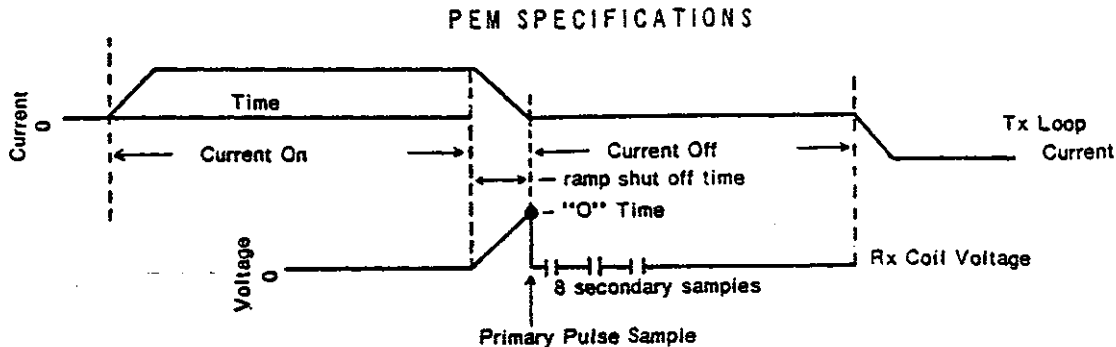 PEM SPECIFICATIONS
Current
0
Time
Tx Loop
Current
Current On
Current Off
– ramp shut off time
– "O" Time
Voltage
0
Rx Coil Voltage
8 secondary samples
Primary Pulse Sample